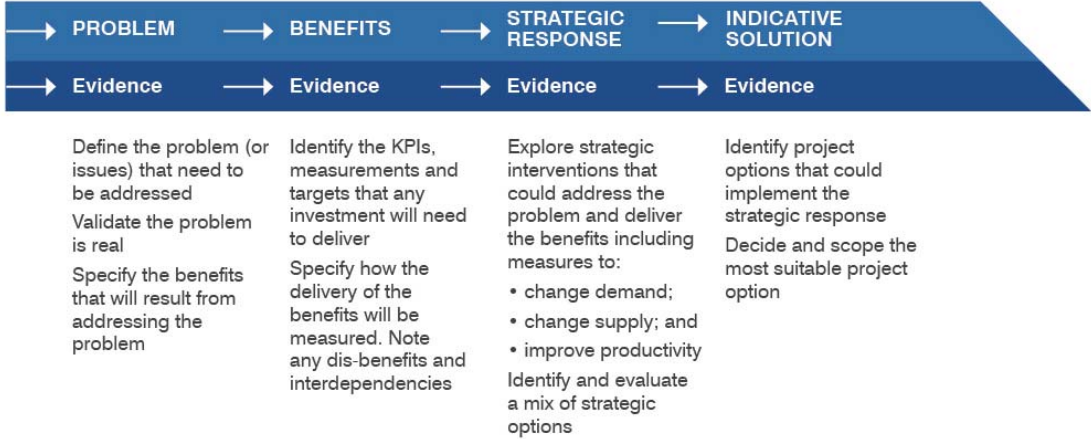 PROBLEM
BENEFITS
STRATEGIC
RESPONSE
INDICATIVE
SOLUTION
Evidence
Evidence
Evidence
Evidence
Define the problem (or
issues) that need to
be addressed
Validate the problem
is real
Specify the benefits
that will result from
addressing the
problem
Identify the KPIs,
measurements and
targets that any
investment will need
to deliver
Specify how the
delivery of the
benefits will be
measured. Note
any dis-benefits and
interdependencies
Explore strategic
interventions that
could address the
problem and deliver
the benefits including
measures to:
• change demand;
• change supply; and
• improve productivity
Identify and evaluate
a mix of strategic
options
Identify project
options that could
implement the
strategic response
Decide and scope the
most suitable project
option